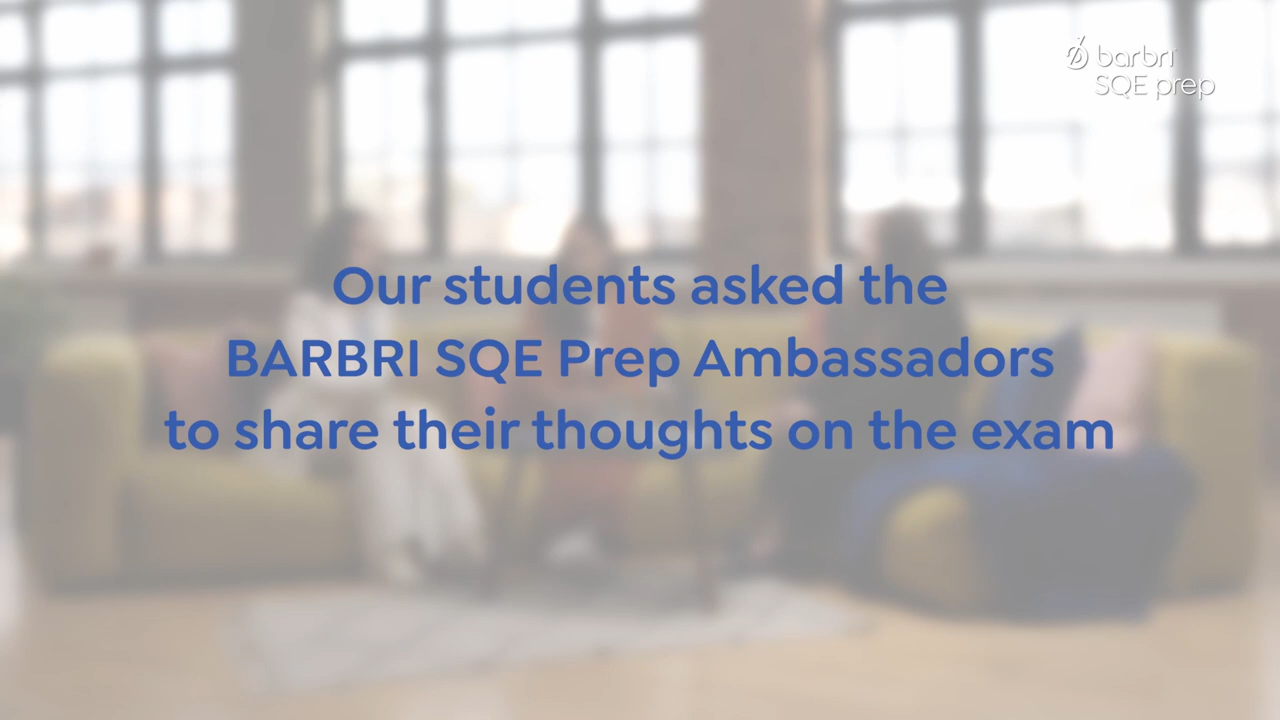 barbri
SQE prep
Our students asked the
BARBRI SQE Prep Ambassadors
to share their thoughts on the exam